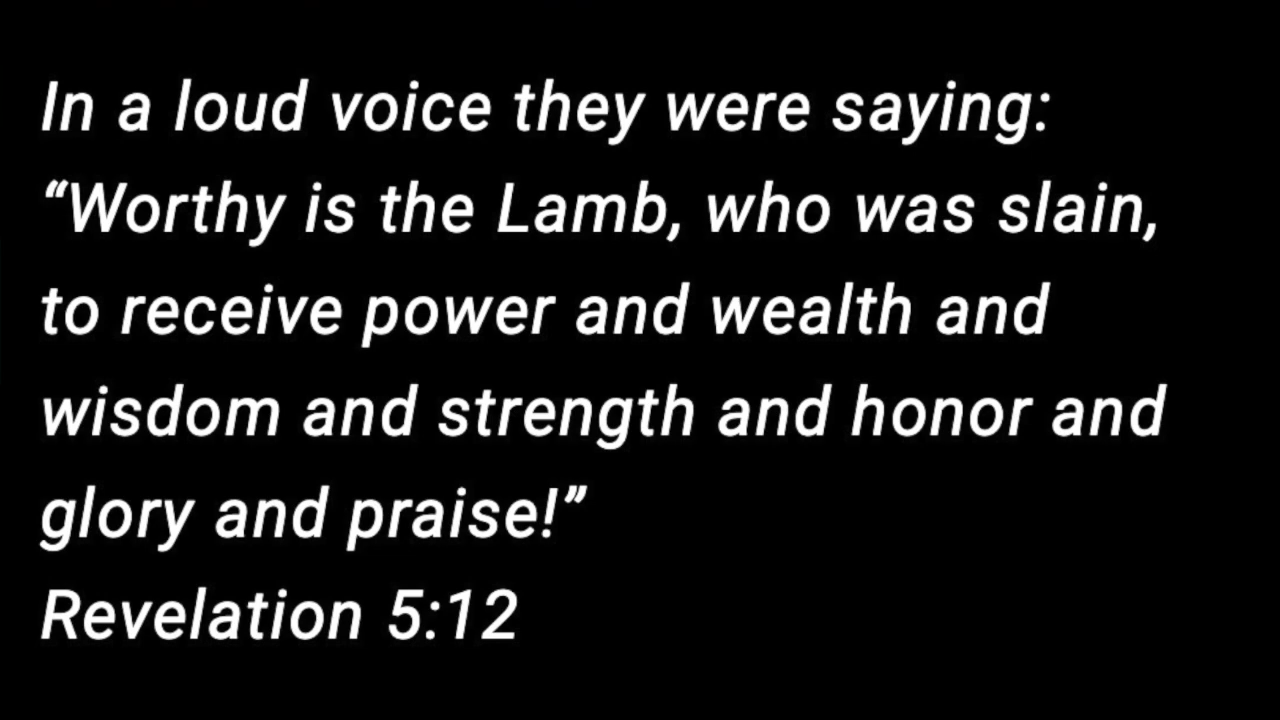 In a loud voice they were saying:
“Worthy is the Lamb, who was slain,
to receive power and wealth and
wisdom and strength and honor and
glory and praise!”
Revelation 5:12